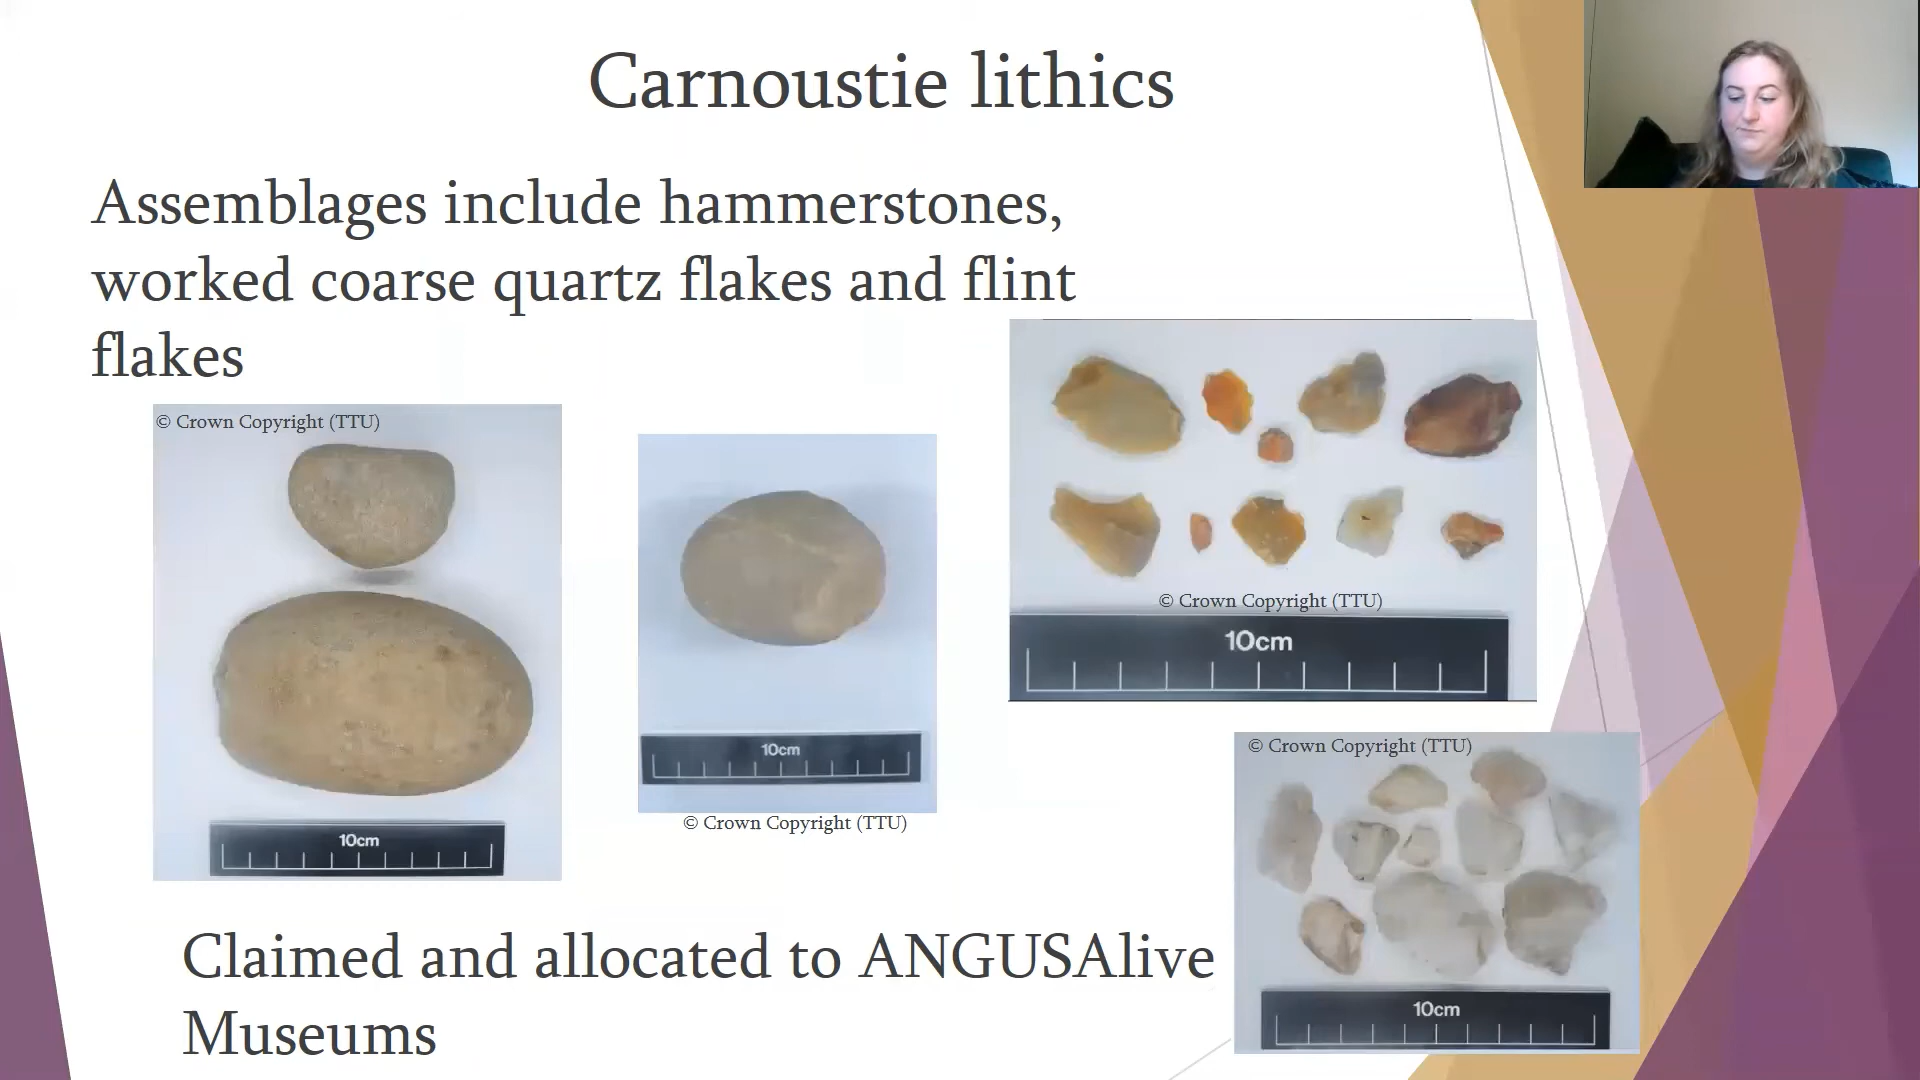 Carnoustie lithics
Assemblages include hammerstones,
worked coarse quartz flakes and flint
flakes
© Crown Copyright (TTU)
10cm
10cm
© Crown Copyright (TTU)
© Crown Copyright (TTU)
10cm
© Crown Copyright (TTU)
10cm
Claimed and allocated to ANGUSAlive
Museums